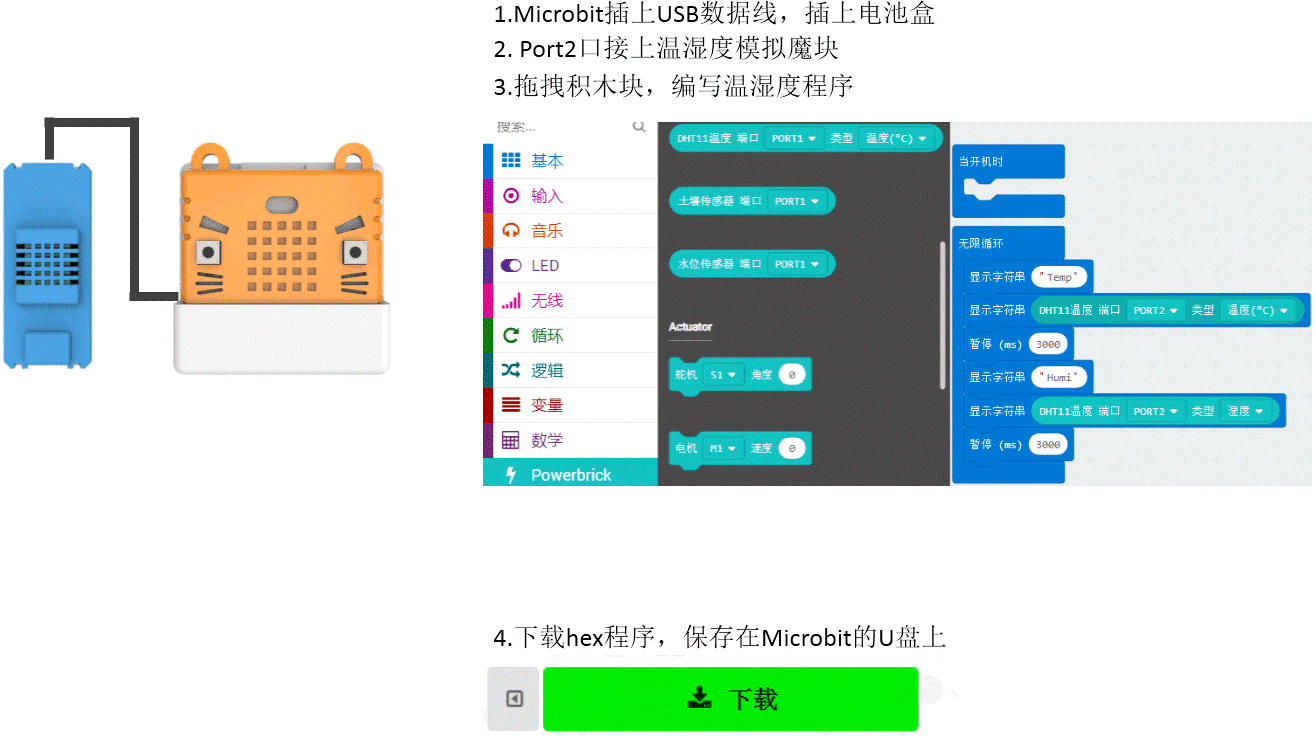 1.Microbit插上USB数据线，插上电池盒
2. Port2口接上温湿度模拟魔块
3.拖拽积木块，编写温湿度程序
搜索...
基本
输入
音乐
LED
无线
循环
逻辑
变量
数学
Powerbrick
DHT11温度 端口 PORT1 类型 温度(°C)
土壤传感器 端口 PORT1
水位传感器 端口 PORT1
Actuator
舵机 S1 角度 0
电机 M1 速度 0
当开机时
无限循环
显示字符串 "Temp"
显示字符串 DHT11温度 端口 PORT2 类型 温度(°C)
暂停 (ms) 3000
显示字符串 "Humi"
显示字符串 DHT11温度 端口 PORT2 类型 湿度
暂停 (ms) 3000
4.下载hex程序，保存在Microbit的U盘上
下载